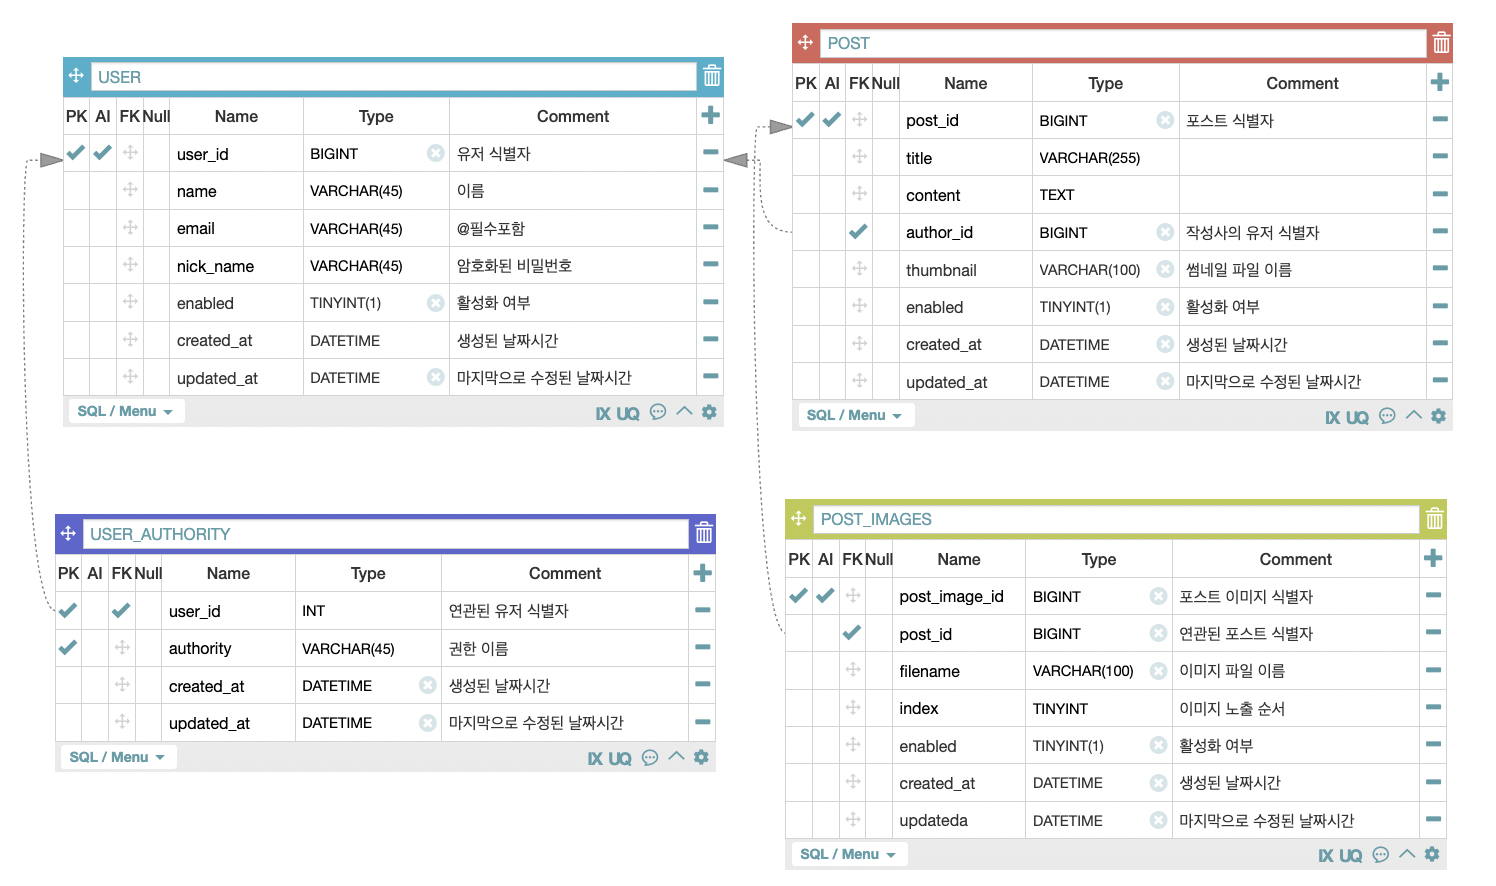 USER
PK AI FK Null Name Type Comment
user_id BIGINT 유저 식별자
name VARCHAR(45) 이름
email VARCHAR(45) @필수포함
nick_name VARCHAR(45) 암호화된 비밀번호
enabled TINYINT(1) 활성화 여부
created_at DATETIME 생성된 날짜시간
updated_at DATETIME 마지막으로 수정된 날짜시간
SQL / Menu IX UQ
POST
PK AI FK Null Name Type Comment
post_id BIGINT 포스트 식별자
title VARCHAR(255)
content TEXT
author_id BIGINT 작성사의 유저 식별자
thumbnail VARCHAR(100) 썸네일 파일 이름
enabled TINYINT(1) 활성화 여부
created_at DATETIME 생성된 날짜시간
updated_at DATETIME 마지막으로 수정된 날짜시간
SQL / Menu IX UQ
USER_AUTHORITY
PK AI FK Null Name Type Comment
user_id INT 연관된 유저 식별자
authority VARCHAR(45) 권한 이름
created_at DATETIME 생성된 날짜시간
updated_at DATETIME 마지막으로 수정된 날짜시간
SQL / Menu IX UQ
POST_IMAGES
PK AI FK Null Name Type Comment
post_image_id BIGINT 포스트 이미지 식별자
post_id BIGINT 연관된 포스트 식별자
filename VARCHAR(100) 이미지 파일 이름
index TINYINT 이미지 노출 순서
enabled TINYINT(1) 활성화 여부
created_at DATETIME 생성된 날짜시간
updateda DATETIME 마지막으로 수정된 날짜시간
SQL / Menu IX UQ